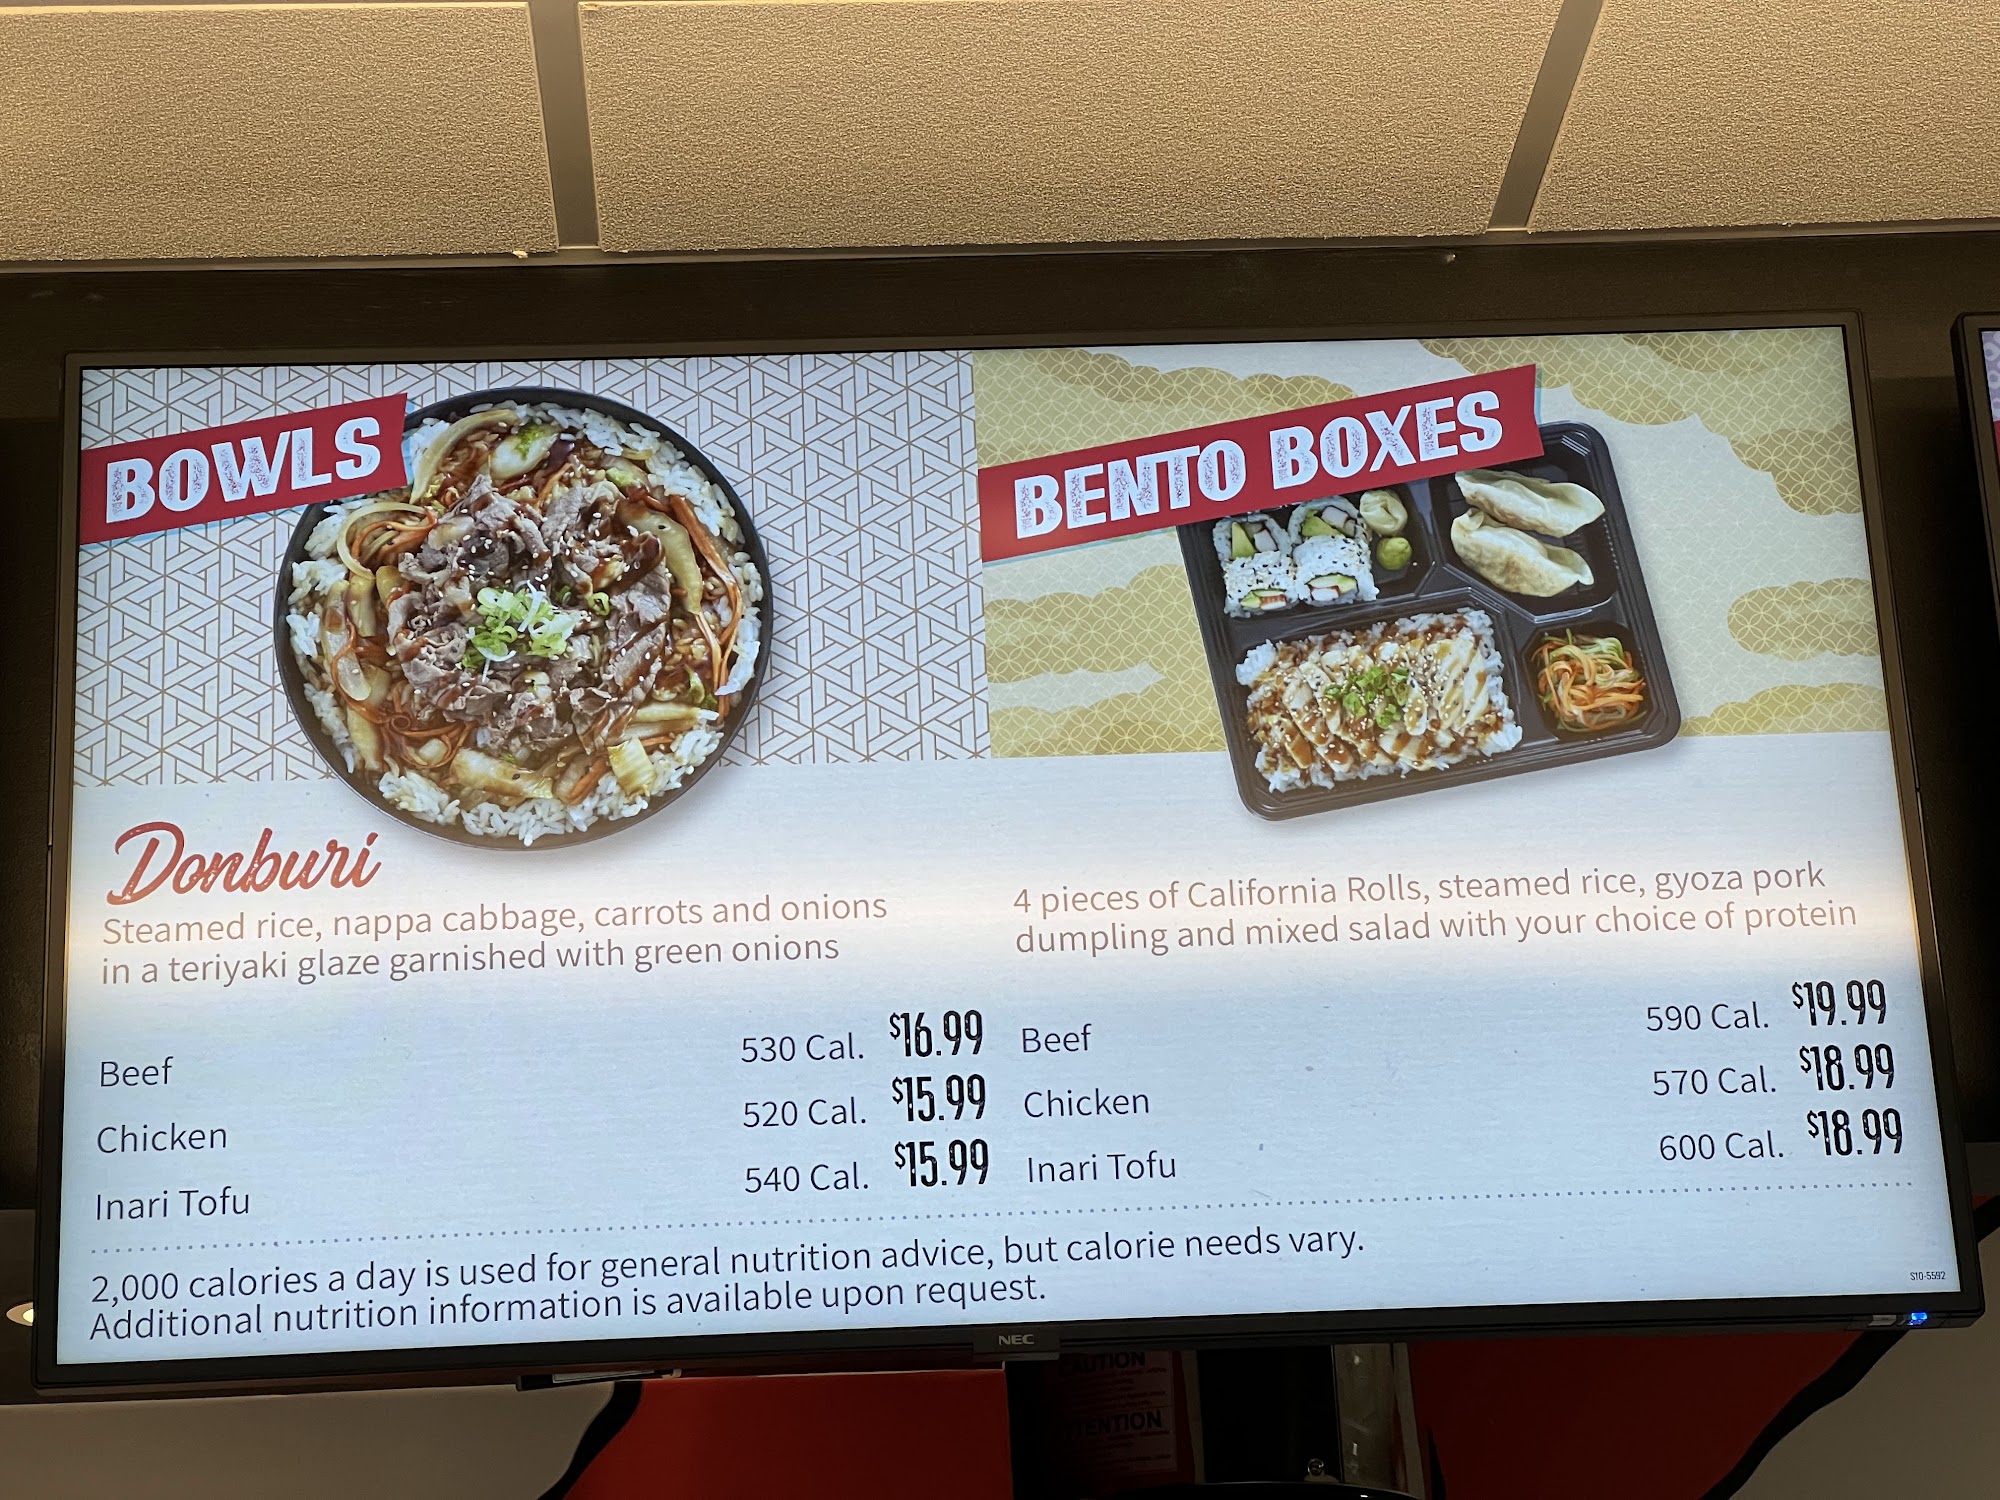 BOWLS
Donburi
Steamed rice, nappa cabbage, carrots and onions
in a teriyaki glaze garnished with green onions
Beef 530 Cal. $16.99
Chicken 520 Cal. $15.99
Inari Tofu 540 Cal. $15.99
BENTO BOXES
4 pieces of California Rolls, steamed rice, gyoza pork
dumpling and mixed salad with your choice of protein
Beef 590 Cal. $19.99
Chicken 570 Cal. $18.99
Inari Tofu 600 Cal. $18.99
2,000 calories a day is used for general nutrition advice, but calorie needs vary.
Additional nutrition information is available upon request.
S10-5592
NEC
CAUTION
ATTENTION